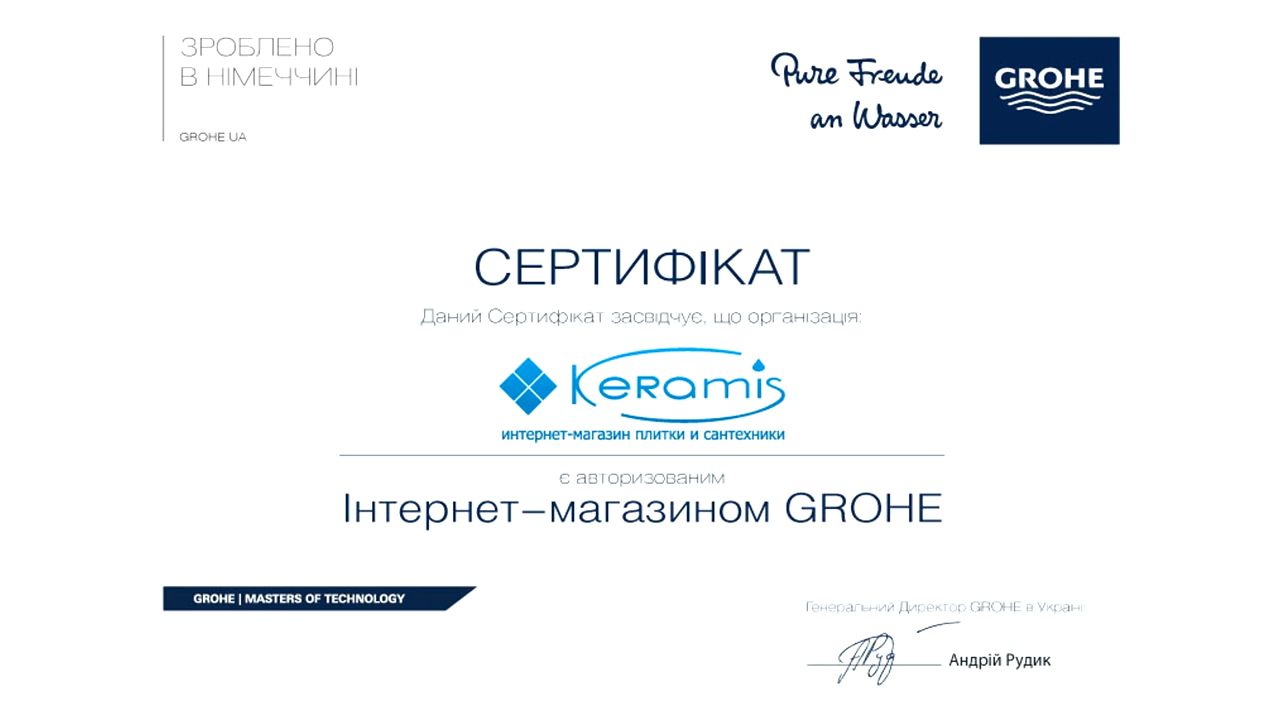 ЗРОБЛЕНО
В НІМЕЧЧИНІ
GROHE.UA
Pure Freude
an Wasser
GROHE
СЕРТИФІКАТ
Даний Сертифікат засвідчує, що організація:
Keramis
интернет-магазин плитки и сантехники
є авторизованим
Інтернет–магазином GROHE
GROHE | MASTERS OF TECHNOLOGY
Генеральний Директор GROHE в Україні:
Андрій Рудик